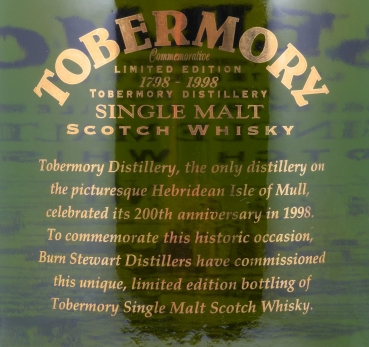 TOBERMORY
Commemorative
LIMITED EDITION
1798 - 1998
TOBERMORY DISTILLERY
SINGLE MALT
SCOTCH WHISKY
Tobermory Distillery, the only distillery on
the picturesque Hebridean Isle of Mull,
celebrated its 200th anniversary in 1998.
To commemorate this historic occasion,
Burn Stewart Distillers have commissioned
this unique, limited edition bottling of
Tobermory Single Malt Scotch Whisky.